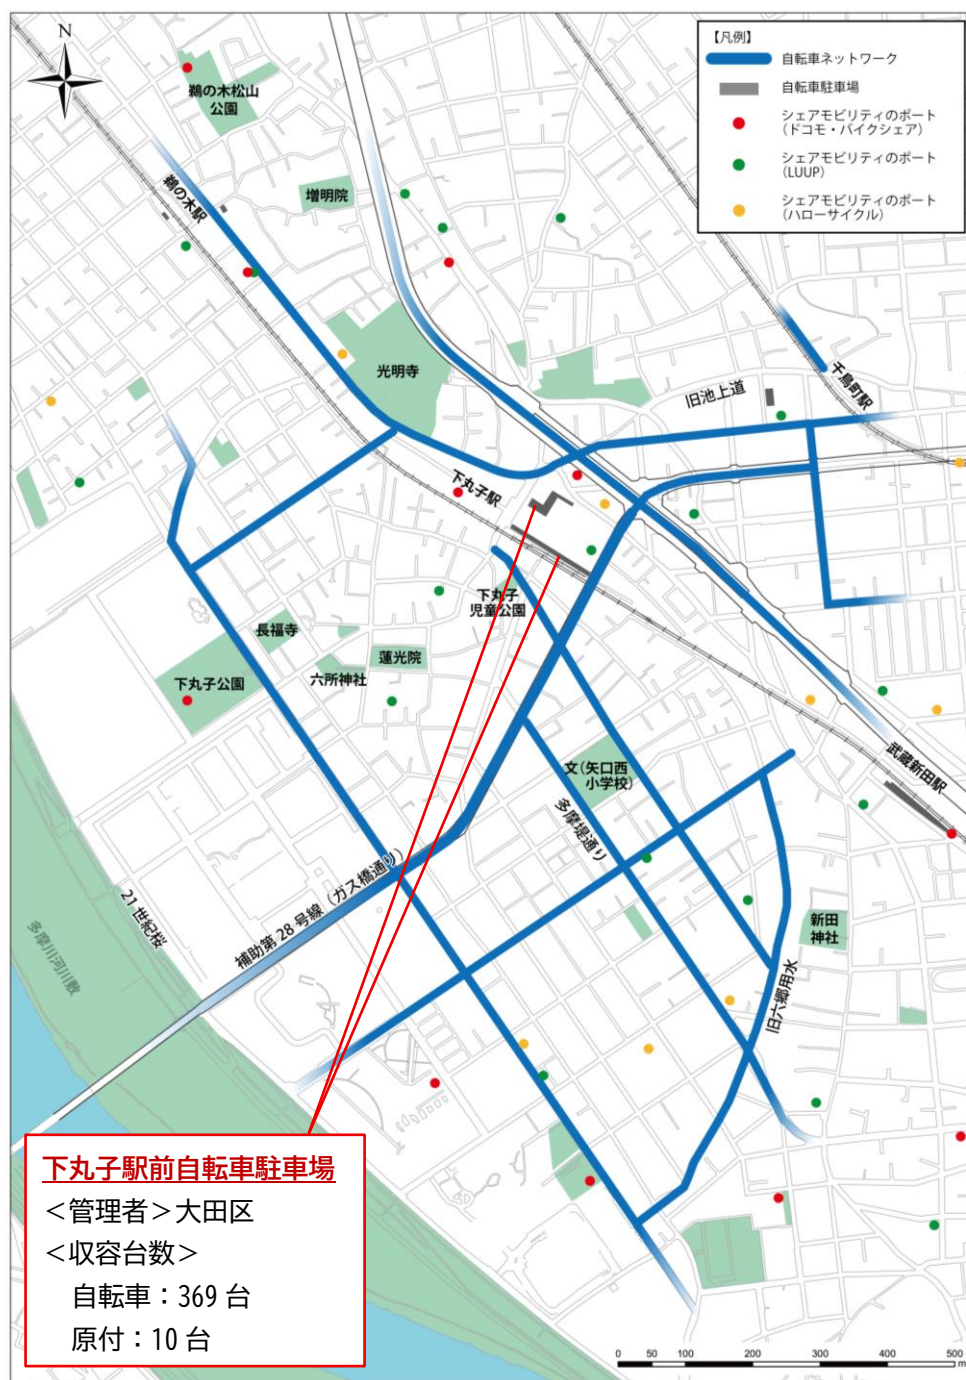 N
【凡例】
自転車ネットワーク
自転車駐車場
シェアモビリティのポート
(ドコモ・バイクシェア)
シェアモビリティのポート
(LUUP)
シェアモビリティのポート
(ハローサイクル)
鵜の木松山
公園
増明院
鵜の木駅
光明寺
旧池上道
千鳥町駅
下丸子駅
下丸子
児童公園
長福寺
蓮光院
六所神社
下丸子公園
武蔵新田駅
文(矢口西
小学校)
多摩堤通り
補助第 28 号線(ガス橋通り)
21 世紀桜
多摩川河川敷
新田
神社
旧六郷用水
下丸子駅前自転車駐車場
＜管理者＞大田区
＜収容台数＞
自転車：369 台
原付：10 台
0 50 100 200 300 400 500
m